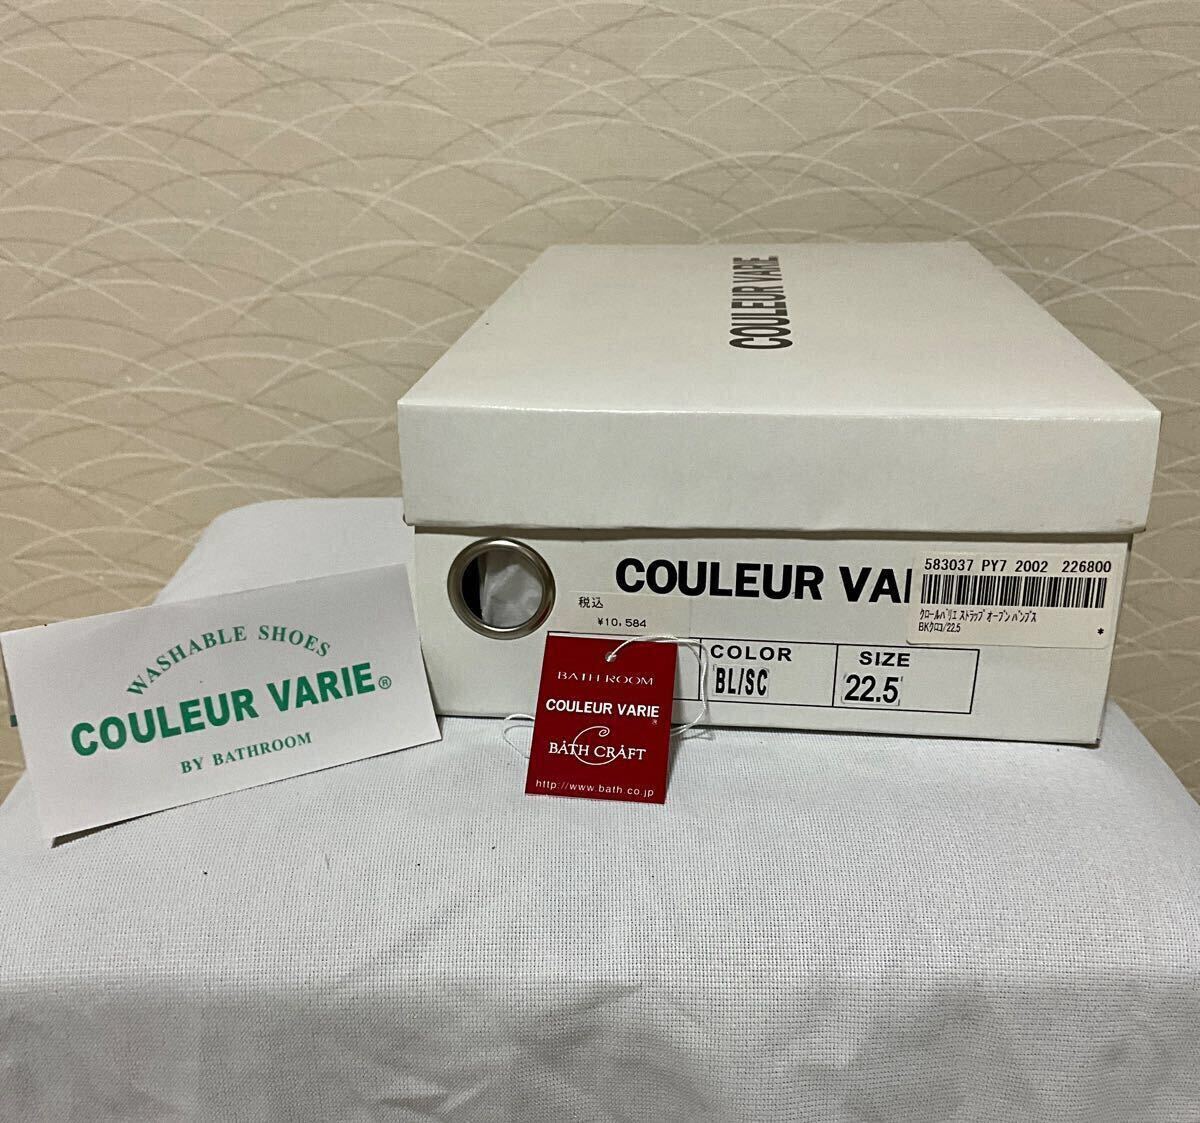 COULEUR VARIE
COULEUR VAI
583037 PY7 2002 226800
クロールバリエ ストラップ オープン パンプス
BKクロコ/22.5
*
税込
¥10,584
COLOR
SIZE
BL/SC
22.5
BATHROOM
COULEUR VARIE
BATH CRAFT
http://www.bath.co.jp
WASHABLE SHOES
COULEUR VARIE®
BY BATHROOM